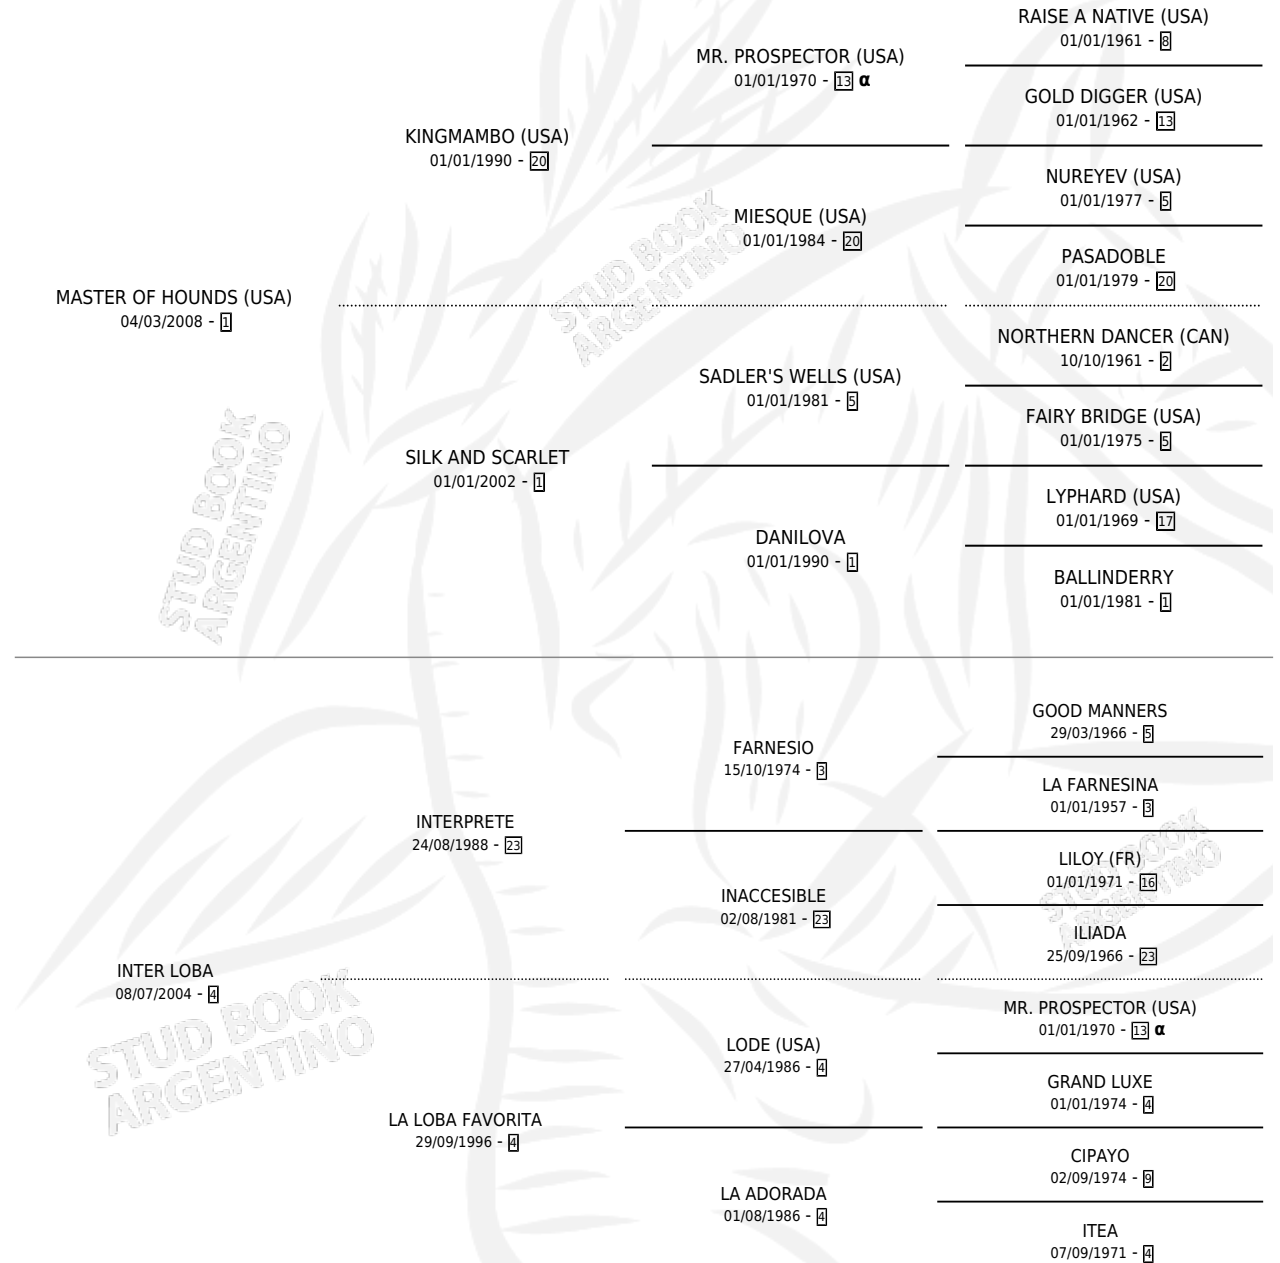 RAISE A NATIVE (USA)
01/01/1961 - 8
MR. PROSPECTOR (USA)
01/01/1970 - 13 α
GOLD DIGGER (USA)
01/01/1962 - 13
KINGMAMBO (USA)
01/01/1990 - 20
NUREYEV (USA)
01/01/1977 - 5
MIESQUE (USA)
01/01/1984 - 20
PASADOBLE
01/01/1979 - 20
MASTER OF HOUNDS (USA)
04/03/2008 - 1
NORTHERN DANCER (CAN)
10/10/1961 - 2
SADLER'S WELLS (USA)
01/01/1981 - 5
FAIRY BRIDGE (USA)
01/01/1975 - 5
SILK AND SCARLET
01/01/2002 - 1
LYPHARD (USA)
01/01/1969 - 17
DANILOVA
01/01/1990 - 1
BALLINDERRY
01/01/1981 - 1
GOOD MANNERS
29/03/1966 - 5
FARNESIO
15/10/1974 - 3
LA FARNESINA
01/01/1957 - 3
INTERPRETE
24/08/1988 - 23
LILOY (FR)
01/01/1971 - 16
INACCESIBLE
02/08/1981 - 23
ILIADA
25/09/1966 - 23
INTER LOBA
08/07/2004 - 4
MR. PROSPECTOR (USA)
01/01/1970 - 13 α
LODE (USA)
27/04/1986 - 4
GRAND LUXE
01/01/1974 - 4
LA LOBA FAVORITA
29/09/1996 - 4
CIPAYO
02/09/1974 - 9
LA ADORADA
01/08/1986 - 4
ITEA
07/09/1971 - 4
STUD BOOK
ARGENTINO
STUD BOOK
ARGENTINO
STUD BOOK
ARGENTINO
STUD BOOK
ARGENTINO